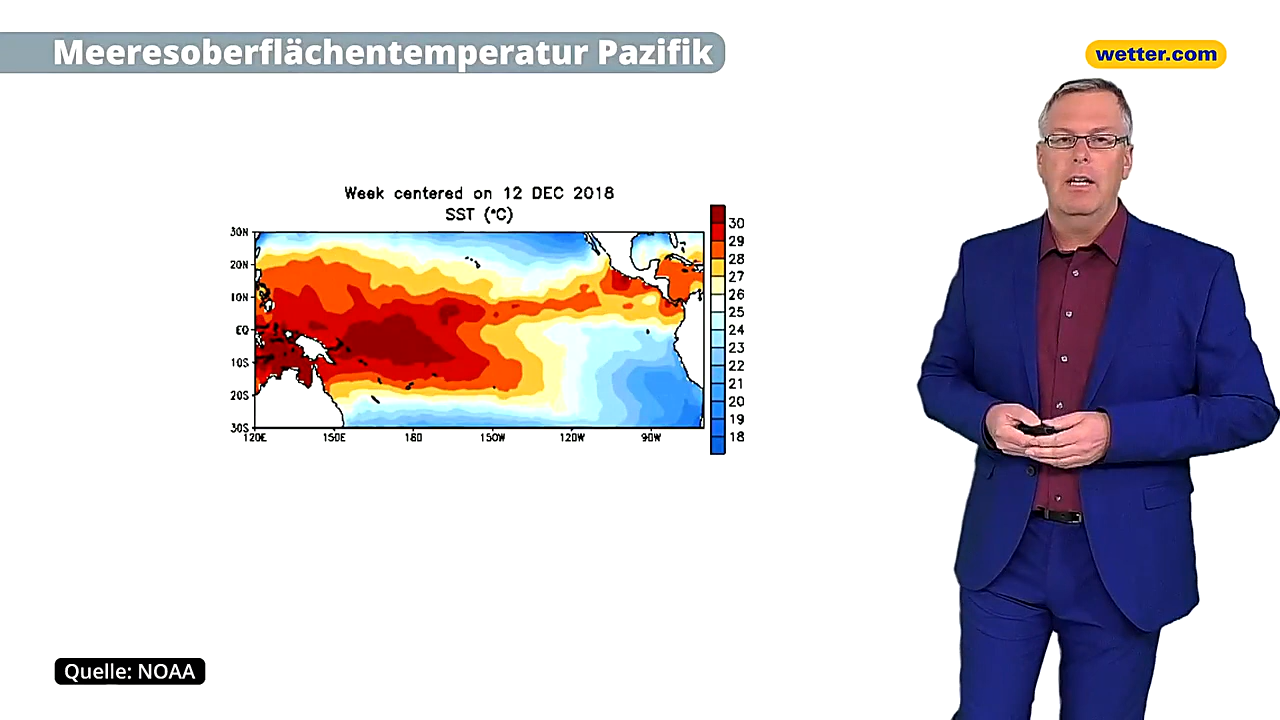 Meeresoberflächentemperatur Pazifik
wetter.com
Week centered on 12 DEC 2018
SST (°C)
30N
20N
10N
EQ
10S
20S
30S
120E 150E 180 150W 120W 90W
30
29
28
27
26
25
24
23
22
21
20
19
18
Quelle: NOAA